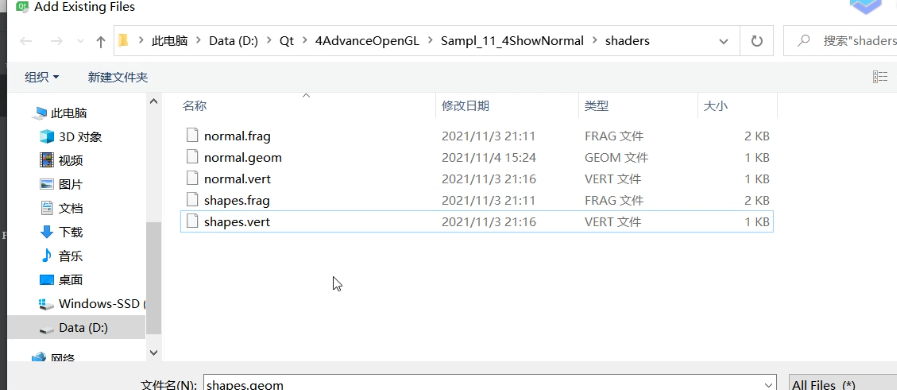 Add Existing Files
此电脑 > Data (D:) > Qt > 4AdvanceOpenGL > Sampl_11_4ShowNormal > shaders
搜索"shaders
组织 新建文件夹
名称 修改日期 类型 大小
此电脑
3D 对象
视频
图片
文档
下载
音乐
桌面
Windows-SSD (
Data (D:)
网络
normal.frag 2021/11/3 21:11 FRAG 文件 2 KB
normal.geom 2021/11/4 15:24 GEOM 文件 1 KB
normal.vert 2021/11/3 21:16 VERT 文件 1 KB
shapes.frag 2021/11/3 21:11 FRAG 文件 2 KB
shapes.vert 2021/11/3 21:16 VERT 文件 1 KB
文件名(N): shapes.geom All Files (*)